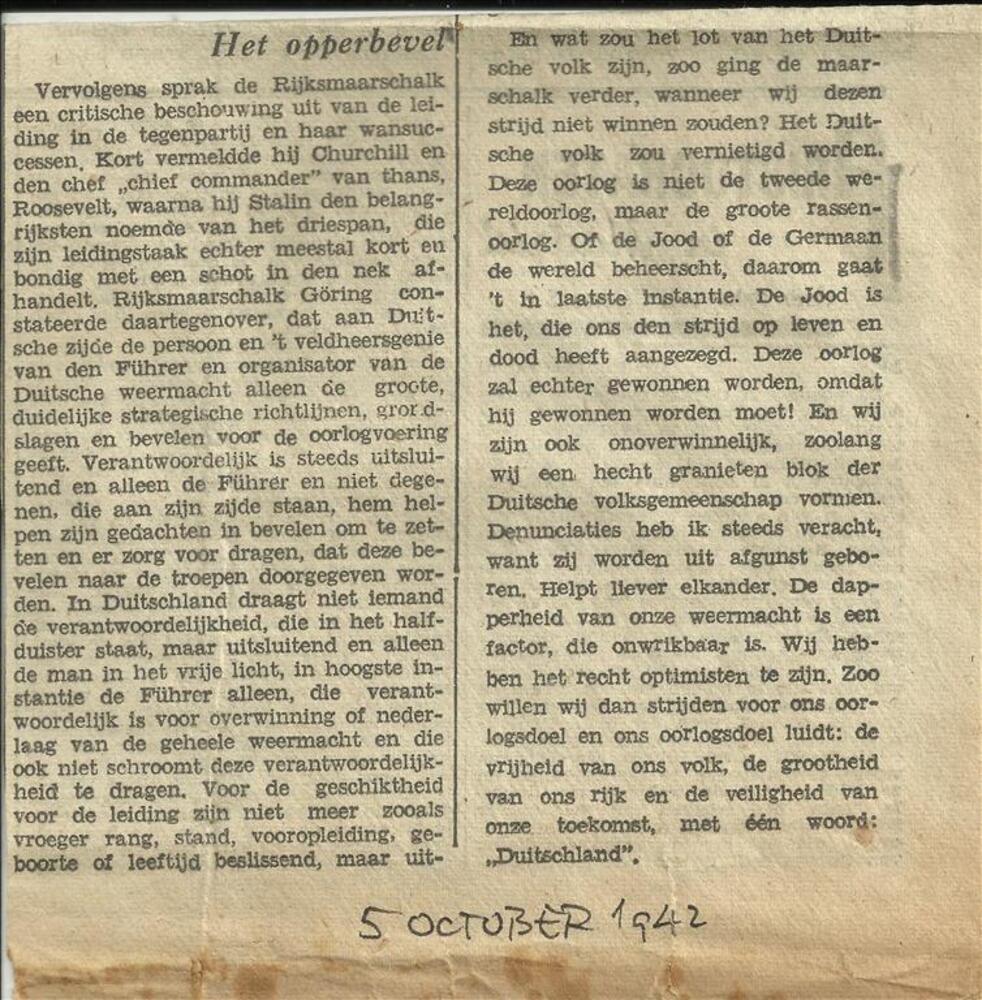 Het opperbevel
Vervolgens sprak de Rijksmaarschalk
een critische beschouwing uit van de lei-
ding in de tegenpartij en haar wansuc-
cessen. Kort vermeldde hij Churchill en
den chef „chief commander” van thans,
Roosevelt, waarna hij Stalin den belang-
rijksten noemde van het driespan, die
zijn leidingstaak echter meestal kort en
bondig met een schot in den nek af-
handelt. Rijksmaarschalk Göring con-
stateerde daartegenover, dat aan Duit-
sche zijde de persoon en 't veldheersgenie
van den Führer en organisator van de
Duitsche weermacht alleen de groote,
duidelijke strategische richtlijnen, grond-
slagen en bevelen voor de oorlogvoering
geeft. Verantwoordelijk is steeds uitslui-
tend en alleen de Führer en niet dege-
nen, die aan zijn zijde staan, hem hel-
pen zijn gedachten in bevelen om te zet-
ten en er zorg voor dragen, dat deze be-
velen naar de troepen doorgegeven wor-
den. In Duitschland draagt niet iemand
de verantwoordelijkheid, die in het half-
duister staat, maar uitsluitend en alleen
de man in het vrije licht, in hoogste in-
stantie de Führer alleen, die verant-
woordelijk is voor overwinning of neder-
laag van de geheele weermacht en die
ook niet schroomt deze verantwoordelijk-
heid te dragen. Voor de geschiktheid
voor de leiding zijn niet meer zooals
vroeger rang, stand, vooropleiding, ge-
boorte of leeftijd beslissend, maar uit-
En wat zou het lot van het Duit-
sche volk zijn, zoo ging de maar-
schalk verder, wanneer wij dezen
strijd niet winnen zouden? Het Duit-
sche volk zou vernietigd worden.
Deze oorlog is niet de tweede we-
reldoorlog, maar de groote rassen-
oorlog. Of de Jood of de Germaan
de wereld beheerscht, daarom gaat
't in laatste instantie. De Jood is
het, die ons den strijd op leven en
dood heeft aangezegd. Deze oorlog
zal echter gewonnen worden, omdat
hij gewonnen worden moet! En wij
zijn ook onoverwinnelijk, zoolang
wij een hecht granieten blok der
Duitsche volksgemeenschap vormen.
Denunciaties heb ik steeds veracht,
want zij worden uit afgunst gebo-
ren. Helpt liever elkander. De dap-
perheid van onze weermacht is een
factor, die onwrikbaar is. Wij heb-
ben het recht optimisten te zijn. Zoo
willen wij dan strijden voor ons oor-
logsdoel en ons oorlogsdoel luidt: de
vrijheid van ons volk, de grootheid
van ons rijk en de veiligheid van
onze toekomst, met één woord:
„Duitschland”.
5 OCTOBER 1942